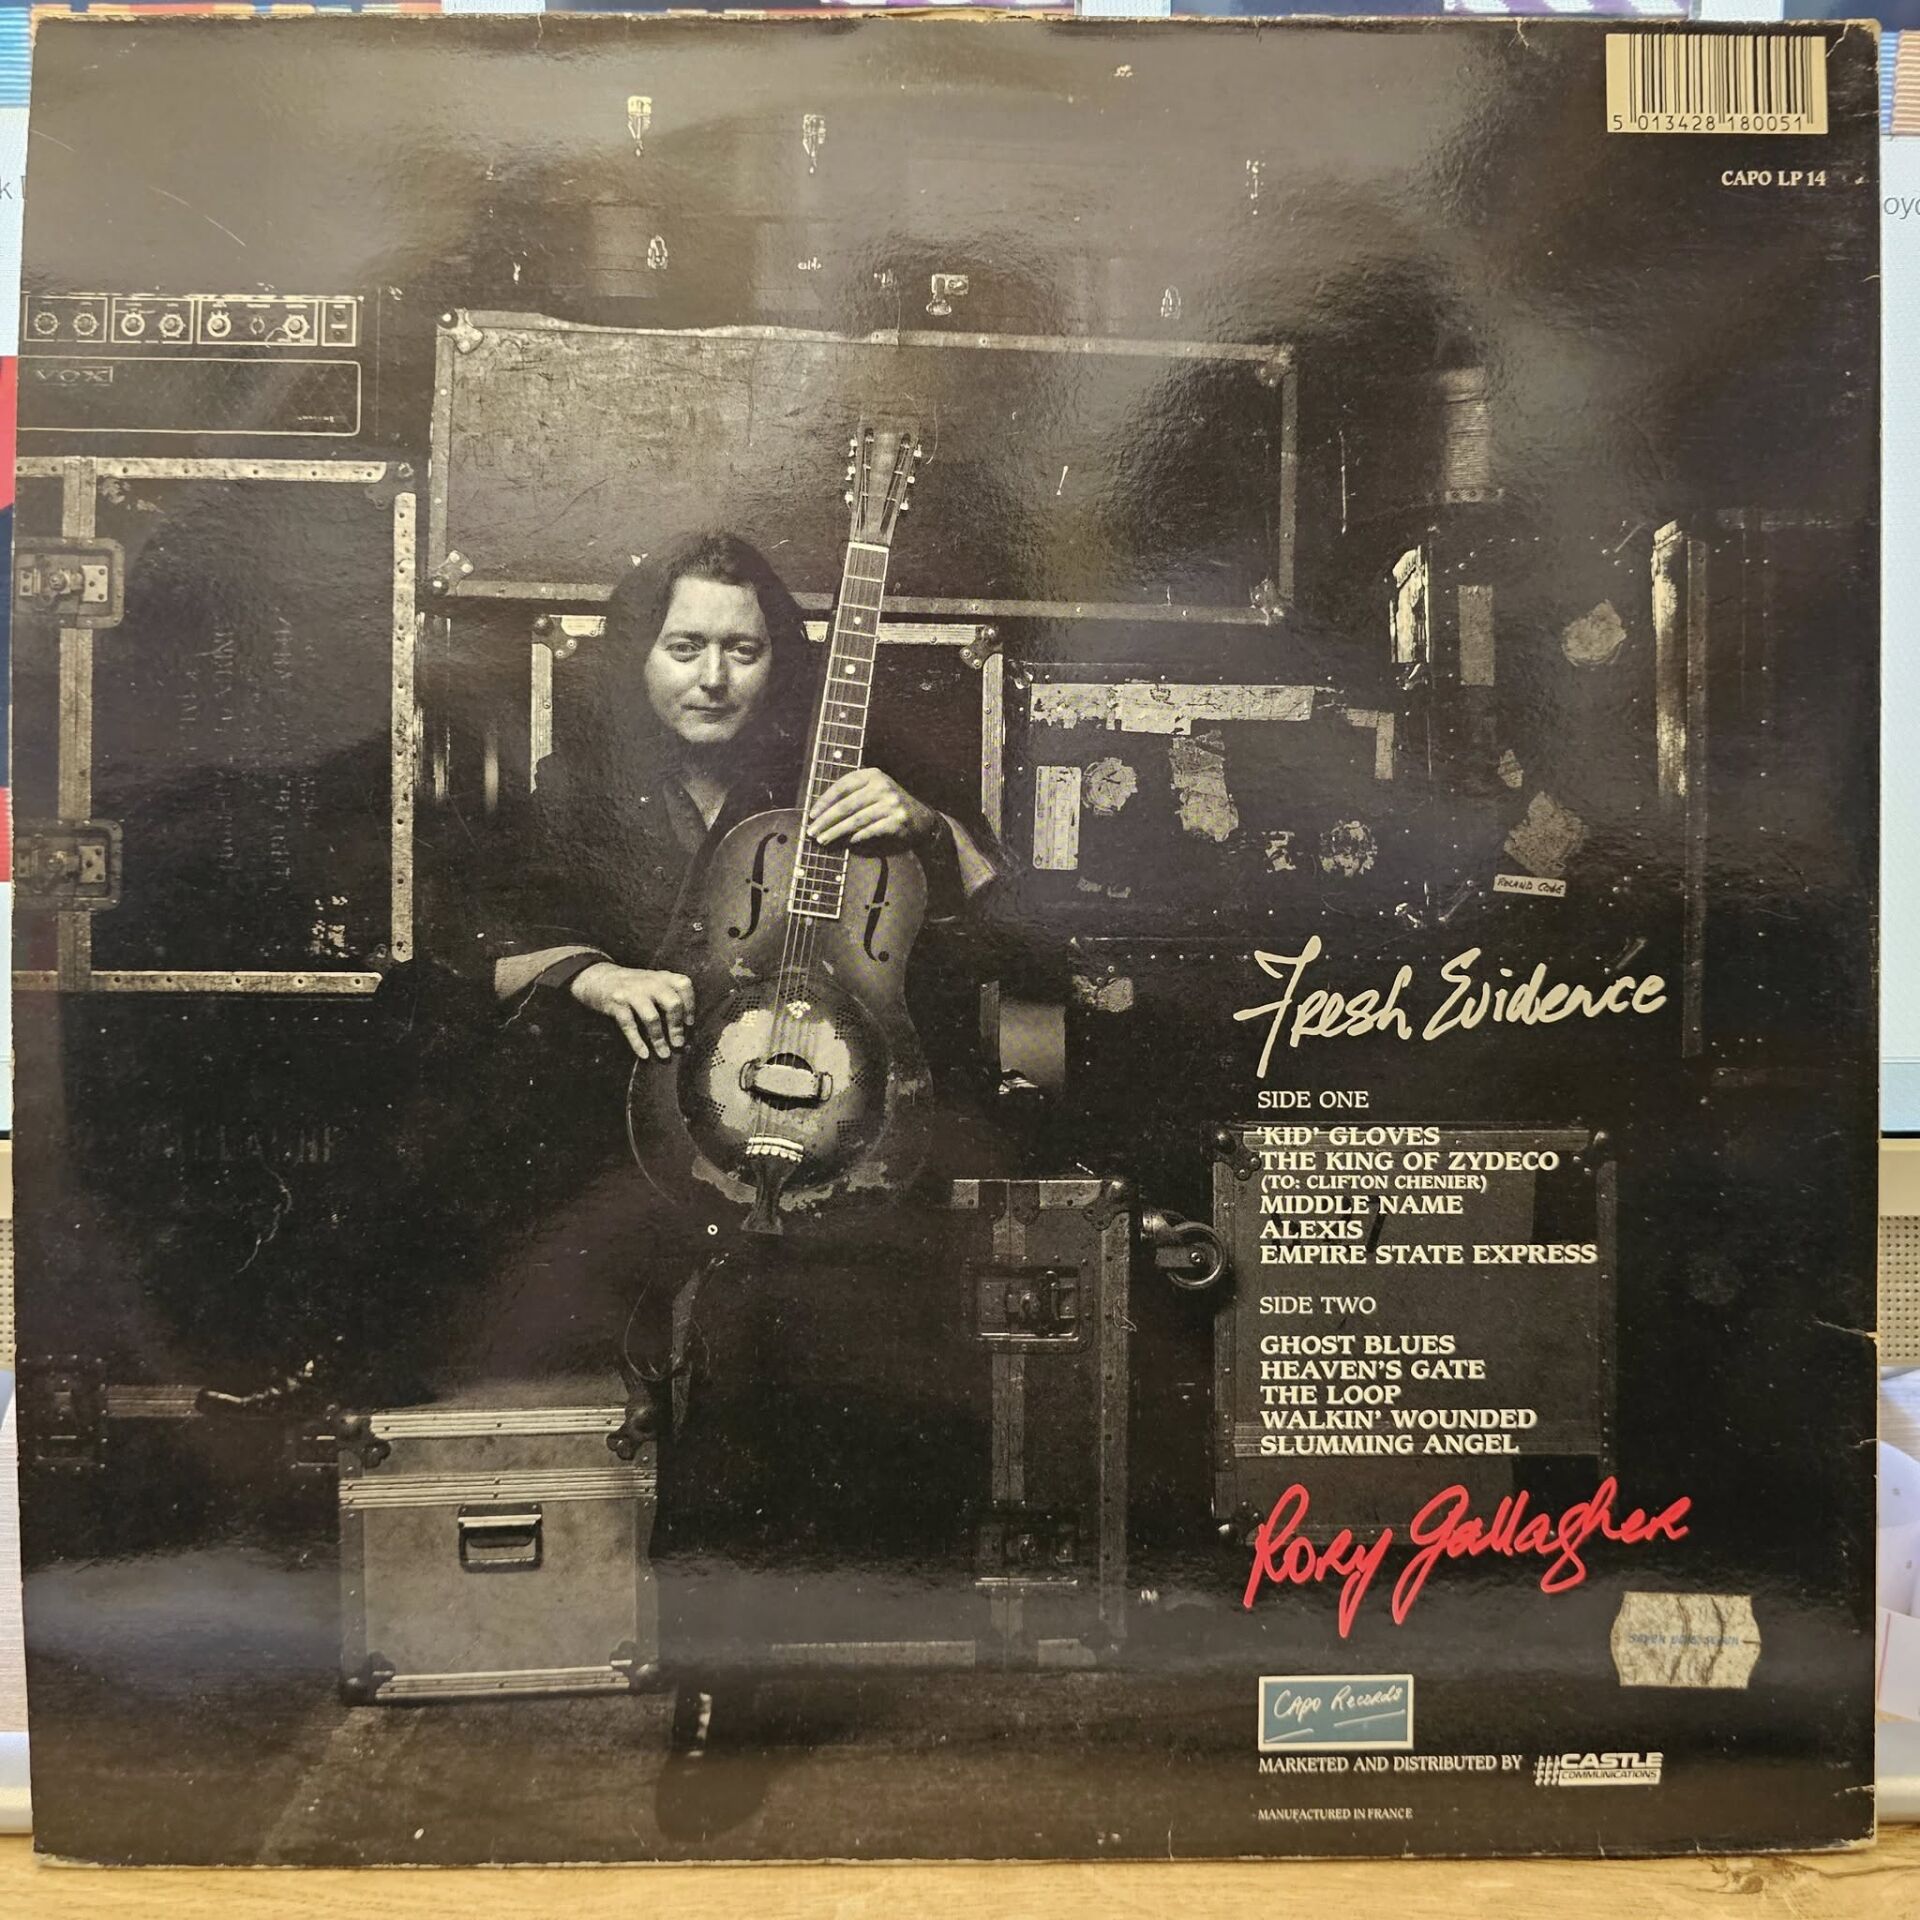 5 013428 180051
CAPO LP 14
VOX
ROLAND CODE
Fresh Evidence
SIDE ONE
'KID' GLOVES
THE KING OF ZYDECO
(TO: CLIFTON CHENIER)
MIDDLE NAME
ALEXIS
EMPIRE STATE EXPRESS
SIDE TWO
GHOST BLUES
HEAVEN'S GATE
THE LOOP
WALKIN' WOUNDED
SLUMMING ANGEL
Rory Gallagher
CAPO RECORDS
MARKETED AND DISTRIBUTED BY CASTLE
COMMUNICATIONS
MANUFACTURED IN FRANCE